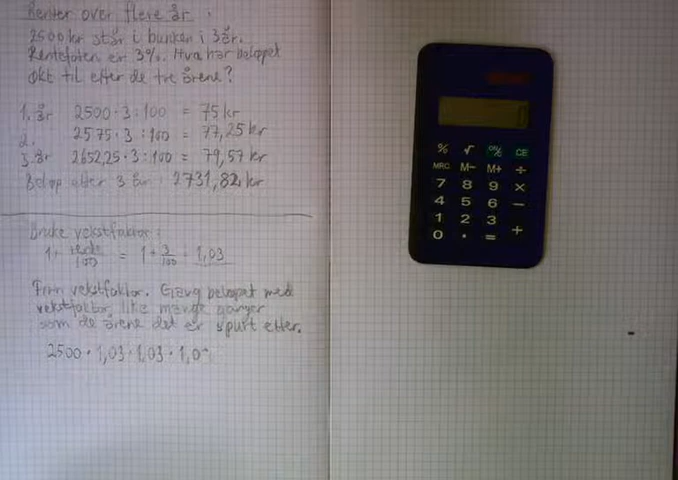 Renter over flere år.
2500 kr står i banken i 3 år.
Rentefoten er 3%. Hva har beløpet
økt til etter de tre årene?
1. år 2500 · 3 : 100 = 75 kr
2. 2575 · 3 : 100 = 77,25 kr
3. år 2652,25 · 3 : 100 = 79,57 kr
Beløp etter 3 år : 2731,82 kr
Bruke vekstfaktor:
1 + rente/100 = 1 + 3/100 = 1,03
Finn vekstfaktor. Gang beløpet med
vekstfaktor like mange ganger
som de årene det er spurt etter.
2500 · 1,03 · 1,03 · 1,0
0
% √ CE
MRC M− M+ ÷
7 8 9 ×
4 5 6 −
1 2 3 +
0 . =